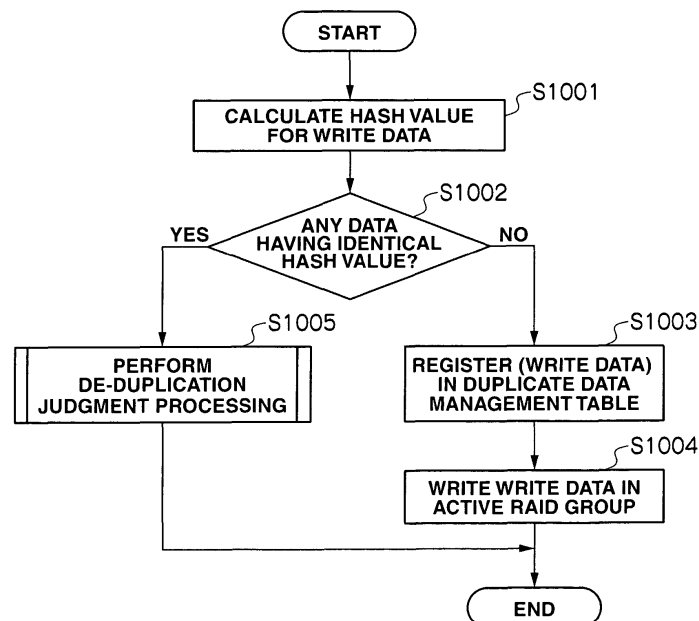 START
S1001
CALCULATE HASH VALUE
FOR WRITE DATA
S1002
ANY DATA
HAVING IDENTICAL
HASH VALUE?
YES
NO
S1005
PERFORM
DE-DUPLICATION
JUDGMENT PROCESSING
S1003
REGISTER (WRITE DATA)
IN DUPLICATE DATA
MANAGEMENT TABLE
S1004
WRITE WRITE DATA IN
ACTIVE RAID GROUP
END